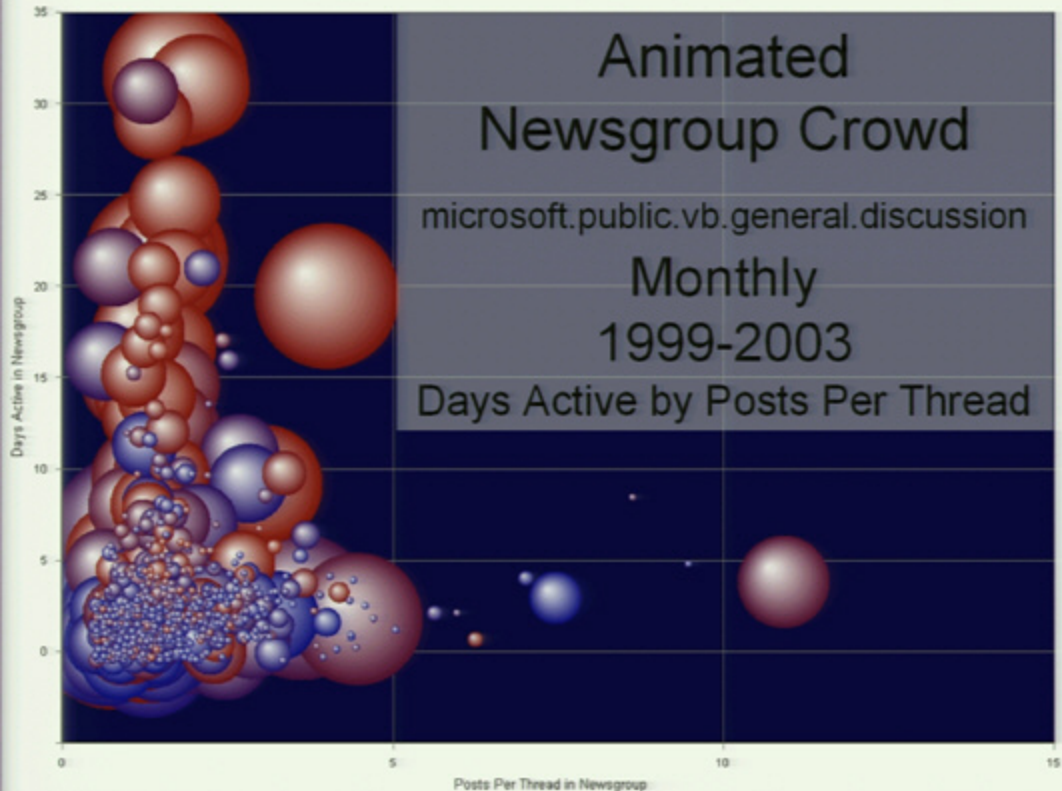 Animated
Newsgroup Crowd
microsoft.public.vb.general.discussion
Monthly
1999-2003
Days Active by Posts Per Thread
35
30
25
20
15
10
5
0
Days Active in Newsgroup
0 5 10 15
Posts Per Thread in Newsgroup